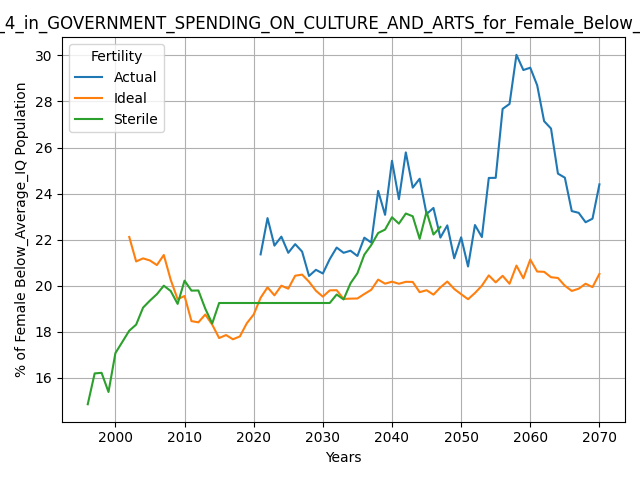 _4_in_GOVERNMENT_SPENDING_ON_CULTURE_AND_ARTS_for_Female_Below_
Fertility
Actual
Ideal
Sterile
% of Female Below_Average_IQ Population
30
28
26
24
22
20
18
16
2000 2010 2020 2030 2040 2050 2060 2070
Years